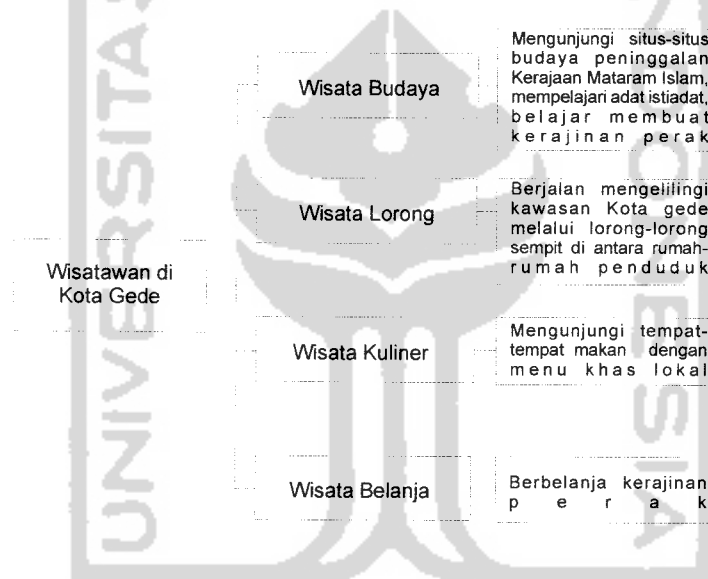 Wisatawan di
Kota Gede
Wisata Budaya
Mengunjungi situs-situs
budaya peninggalan
Kerajaan Mataram Islam,
mempelajari adat istiadat,
belajar membuat
kerajinan perak
Wisata Lorong
Berjalan mengelilingi
kawasan Kota gede
melalui lorong-lorong
sempit di antara rumah-
rumah penduduk
Wisata Kuliner
Mengunjungi tempat-
tempat makan dengan
menu khas lokal
Wisata Belanja
Berbelanja kerajinan
perak
UNIVERSITAS